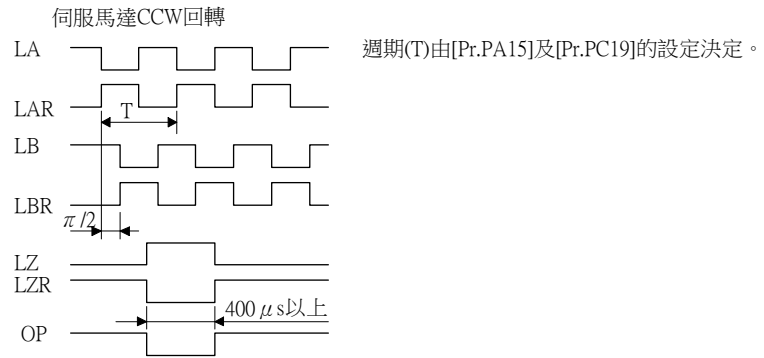 伺服馬達CCW回轉
LA
週期(T)由[Pr.PA15]及[Pr.PC19]的設定決定。
LAR
T
LB
LBR
π/2
LZ
LZR
400μs以上
OP